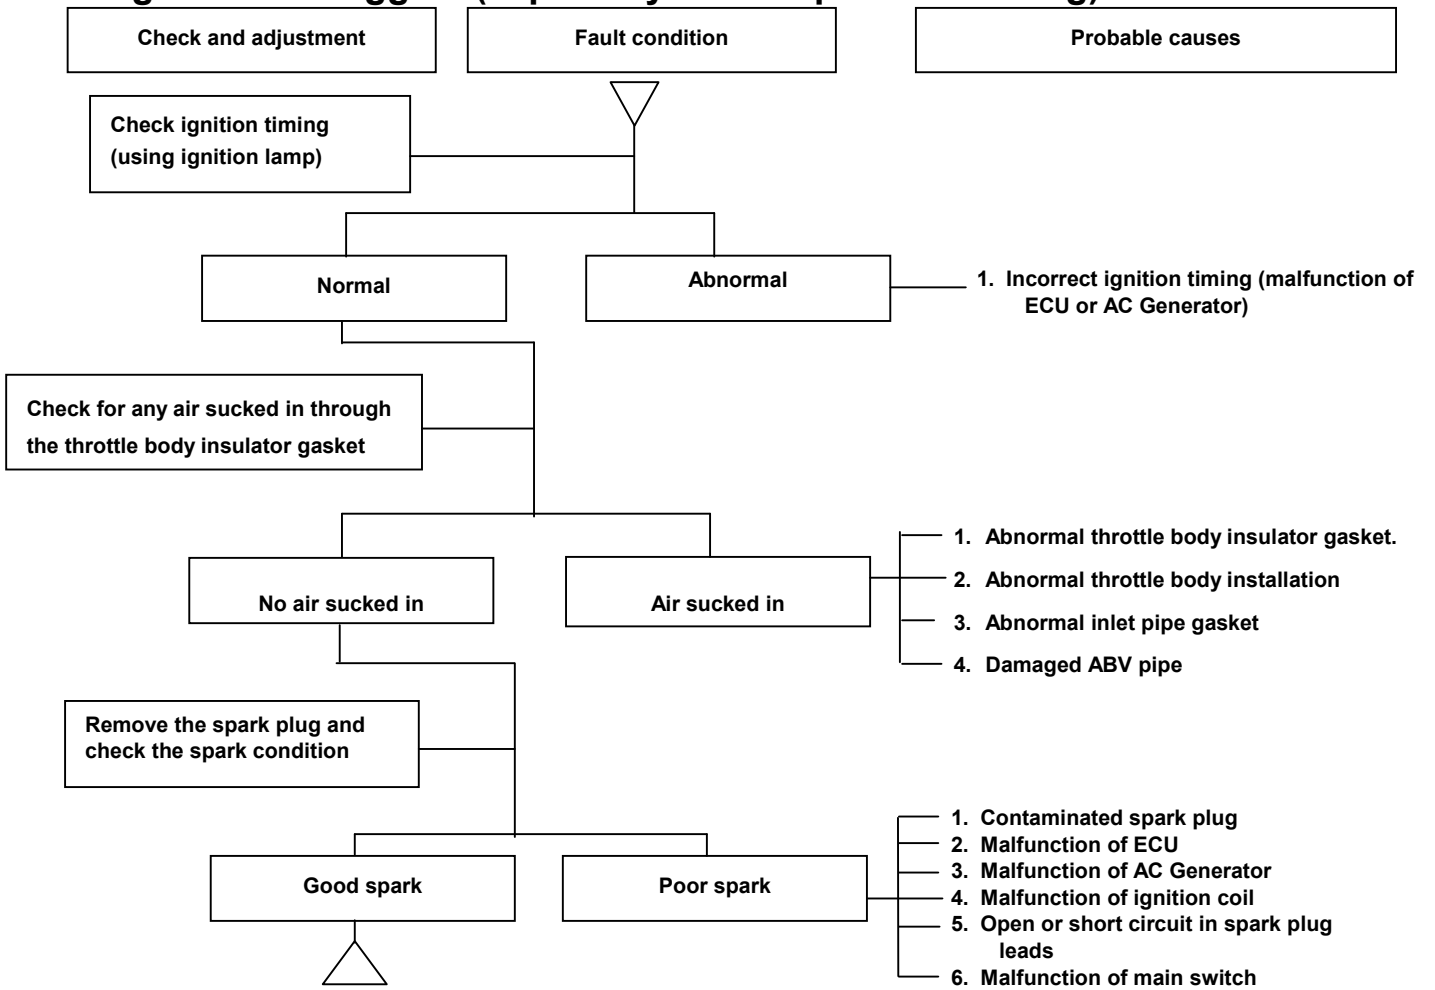 Check and adjustment
Fault condition
Probable causes
Check ignition timing
(using ignition lamp)
Normal
Abnormal
1. Incorrect ignition timing (malfunction of
ECU or AC Generator)
Check for any air sucked in through
the throttle body insulator gasket
No air sucked in
Air sucked in
1. Abnormal throttle body insulator gasket.
2. Abnormal throttle body installation
3. Abnormal inlet pipe gasket
4. Damaged ABV pipe
Remove the spark plug and
check the spark condition
Good spark
Poor spark
1. Contaminated spark plug
2. Malfunction of ECU
3. Malfunction of AC Generator
4. Malfunction of ignition coil
5. Open or short circuit in spark plug
leads
6. Malfunction of main switch